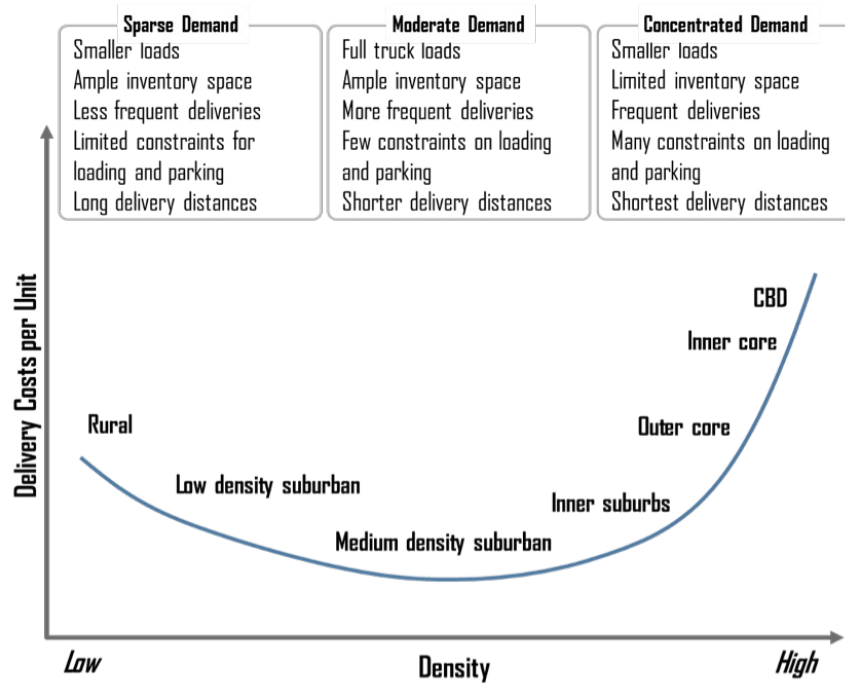 Sparse Demand
Smaller loads
Ample inventory space
Less frequent deliveries
Limited constraints for
loading and parking
Long delivery distances
Moderate Demand
Full truck loads
Ample inventory space
More frequent deliveries
Few constraints on loading
and parking
Shorter delivery distances
Concentrated Demand
Smaller loads
Limited inventory space
Frequent deliveries
Many constraints on loading
and parking
Shortest delivery distances
Delivery Costs per Unit
CBD
Inner core
Rural
Outer core
Low density suburban
Inner suburbs
Medium density suburban
Low
Density
High